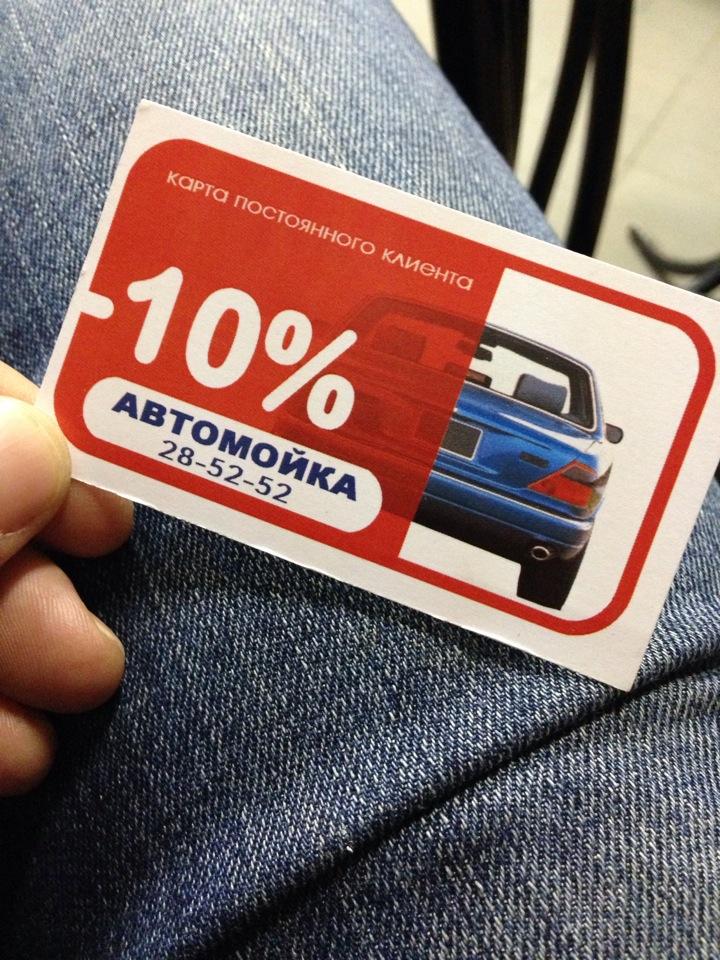 карта постоянного клиента
-10%
АВТОМОЙКА
28-52-52